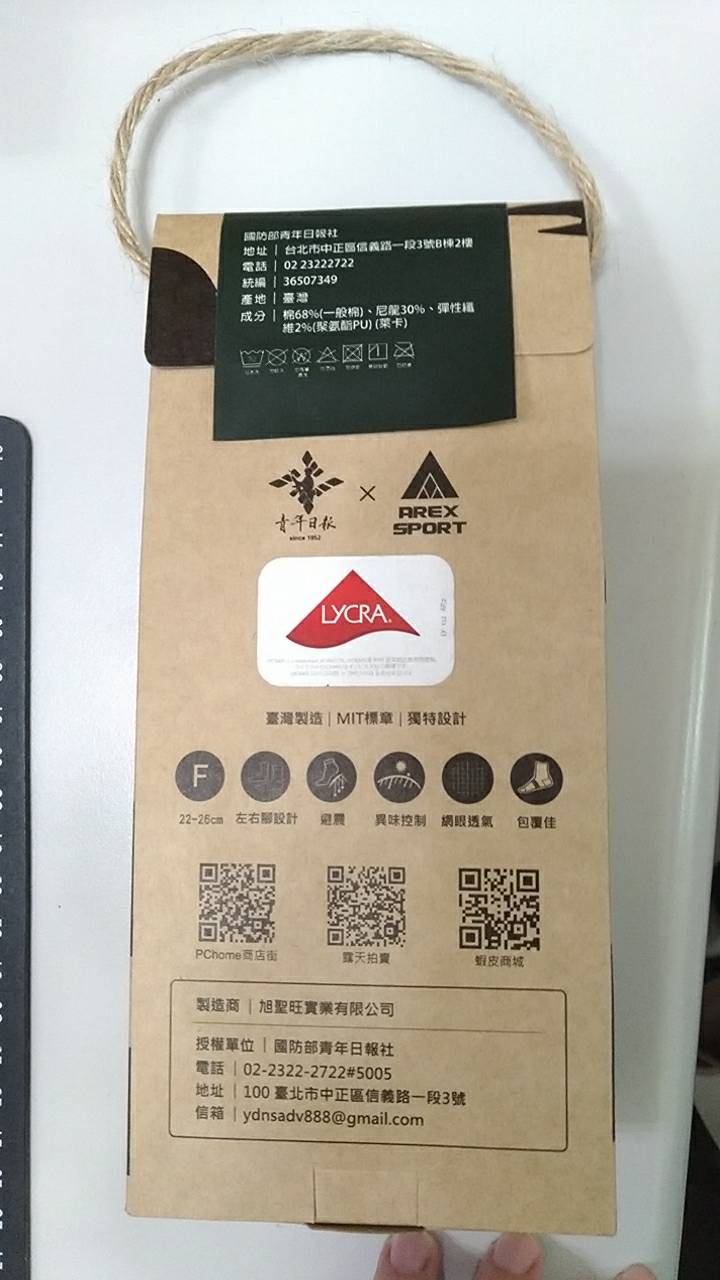 國防部青年日報社
地址｜台北市中正區信義路一段3號B棟2樓
電話｜02 23222722
統編｜36507349
產地｜臺灣
成分｜棉68%(一般棉)、尼龍30%、彈性纖
維2%(聚氨酯PU) (萊卡)
青年日報
since 1952
×
AREX
SPORT
LYCRA®
臺灣製造｜MIT標章｜獨特設計
F
22-26cm 左右腳設計 避震 異味控制 網眼透氣 包覆佳
PChome商店街 露天拍賣 蝦皮商城
製造商｜旭聖旺實業有限公司
授權單位｜國防部青年日報社
電話｜02-2322-2722#5005
地址｜100 臺北市中正區信義路一段3號
信箱｜ydnsadv888@gmail.com